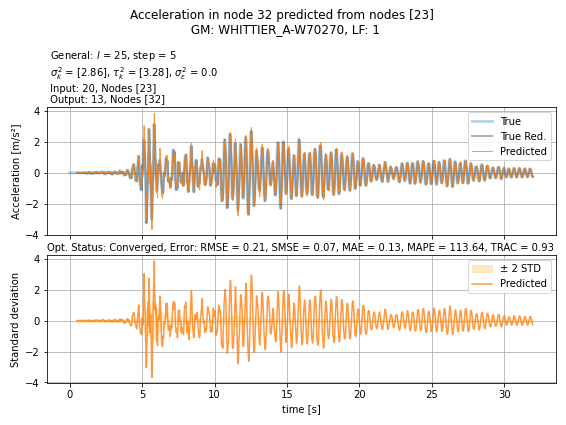 Acceleration in node 32 predicted from nodes [23]
GM: WHITTIER_A-W70270, LF: 1
General: l = 25, step = 5
σ²ₖ = [2.86], τ²ₖ = [3.28], σ²ε = 0.0
Input: 20, Nodes [23]
Output: 13, Nodes [32]
Acceleration [m/s²]
4
2
0
−2
−4
True
True Red.
Predicted
Opt. Status: Converged, Error: RMSE = 0.21, SMSE = 0.07, MAE = 0.13, MAPE = 113.64, TRAC = 0.93
Standard deviation
4
2
0
−2
−4
± 2 STD
Predicted
0 5 10 15 20 25 30
time [s]